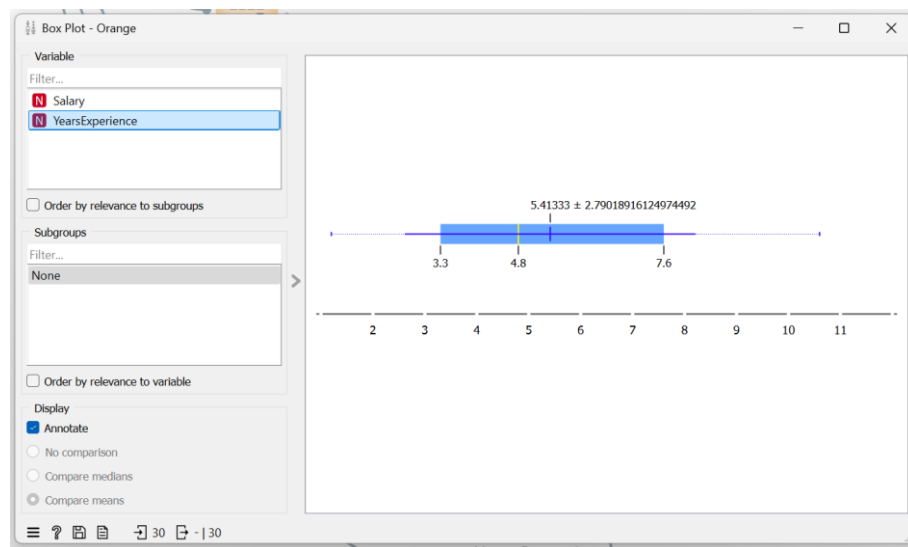 Box Plot - Orange
Variable
Filter...
N Salary
N YearsExperience
Order by relevance to subgroups
Subgroups
Filter...
None
Order by relevance to variable
Display
Annotate
No comparison
Compare medians
Compare means
? 30 - | 30
5.41333 ± 2.79018916124974492
3.3 4.8 7.6
2 3 4 5 6 7 8 9 10 11